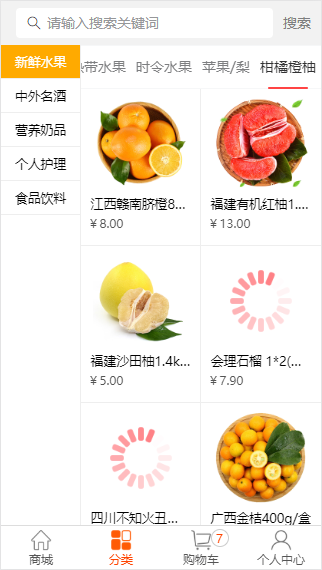 请输入搜索关键词 搜索
新鲜水果
中外名酒
营养奶品
个人护理
食品饮料
带水果 时令水果 苹果/梨 柑橘橙柚
江西赣南脐橙8...
¥ 8.00
福建有机红柚1....
¥ 13.00
福建沙田柚1.4k...
¥ 5.00
会理石榴 1*2(...
¥ 7.90
四川不知火丑...
广西金桔400g/盒
商城
分类
购物车
7
个人中心